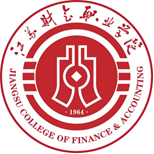 江苏财会职业学院
· 1964 ·
JIANGSU COLLEGE OF FINANCE & ACCOUNTING